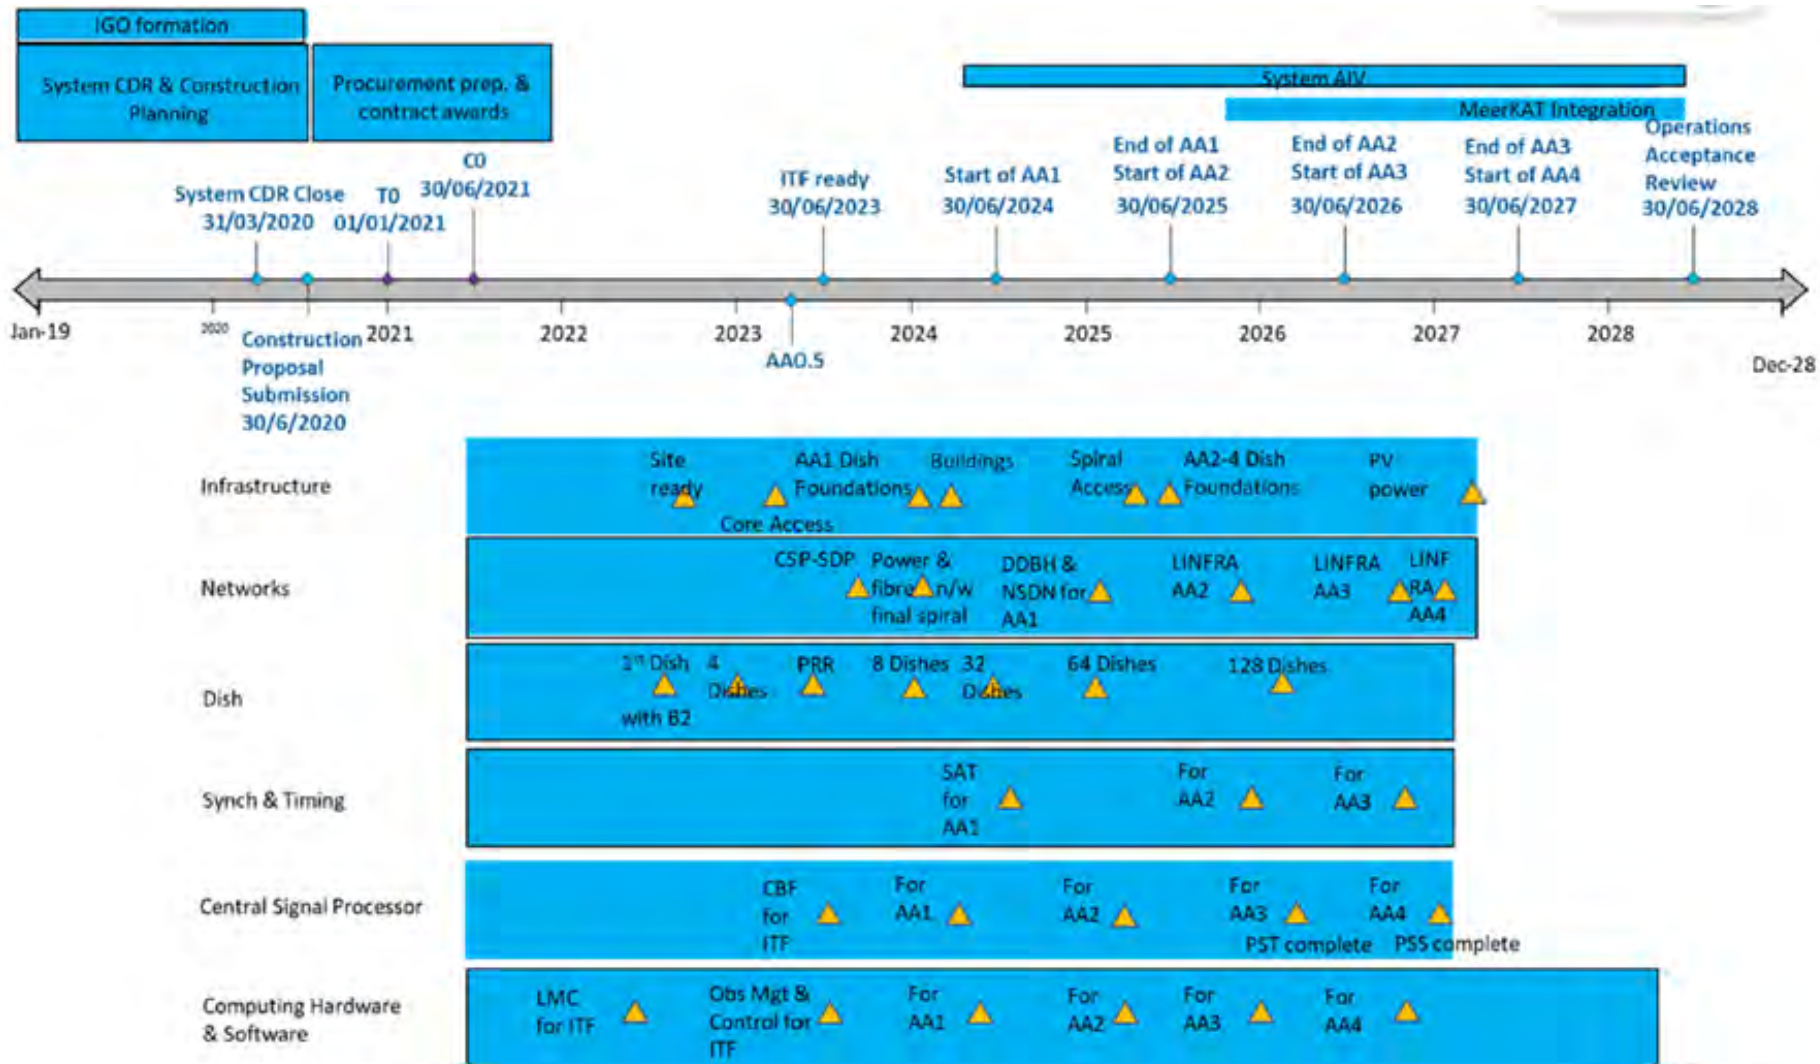 IGO formation
System CDR & Construction
Planning
Procurement prep. &
contract awards
System AIV
MeerKAT Integration
System CDR Close
31/03/2020
T0
01/01/2021
C0
30/06/2021
ITF ready
30/06/2023
Start of AA1
30/06/2024
End of AA1
Start of AA2
30/06/2025
End of AA2
Start of AA3
30/06/2026
End of AA3
Start of AA4
30/06/2027
Operations
Acceptance
Review
30/06/2028
Jan-19
2020
2021
2022
2023
2024
2025
2026
2027
2028
Dec-28
Construction
Proposal
Submission
30/6/2020
AA0.5
Infrastructure
Site
ready
Core Access
AA1 Dish
Foundations
Buildings
Spiral
Access
AA2-4 Dish
Foundations
PV
power
Networks
CSP-SDP
Power &
fibre n/w
final spiral
DDBH &
NSDN for
AA1
LINFRA
AA2
LINFRA
AA3
LINF
RA
AA4
Dish
1st Dish
with B2
4
Dishes
PRR
8 Dishes
32
Dishes
64 Dishes
128 Dishes
Synch & Timing
SAT
for
AA1
For
AA2
For
AA3
Central Signal Processor
CBF
for
ITF
For
AA1
For
AA2
For
AA3
PST complete
For
AA4
PSS complete
Computing Hardware
& Software
LMC
for ITF
Obs Mgt &
Control for
ITF
For
AA1
For
AA2
For
AA3
For
AA4